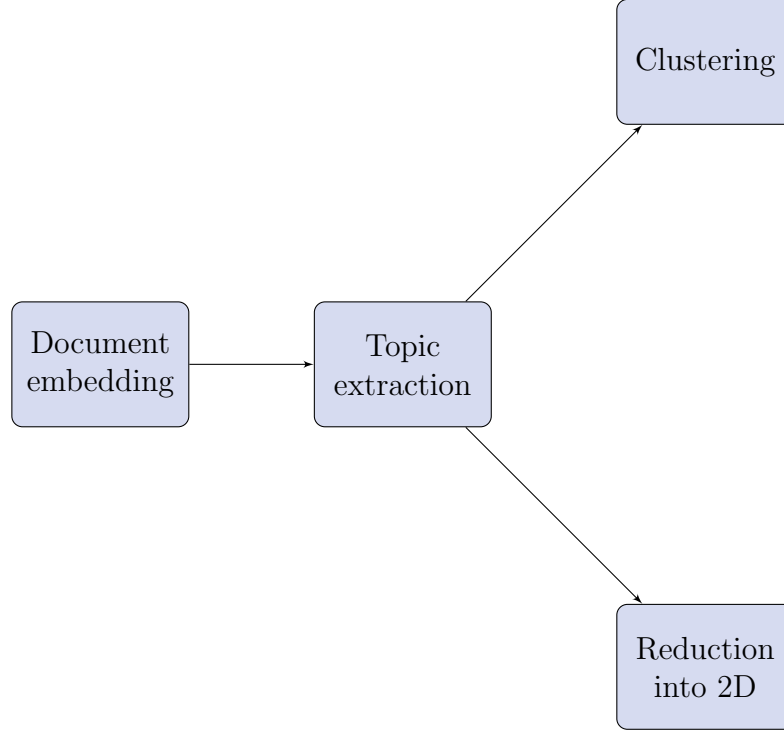 Clustering
Document
embedding
Topic
extraction
Reduction
into 2D